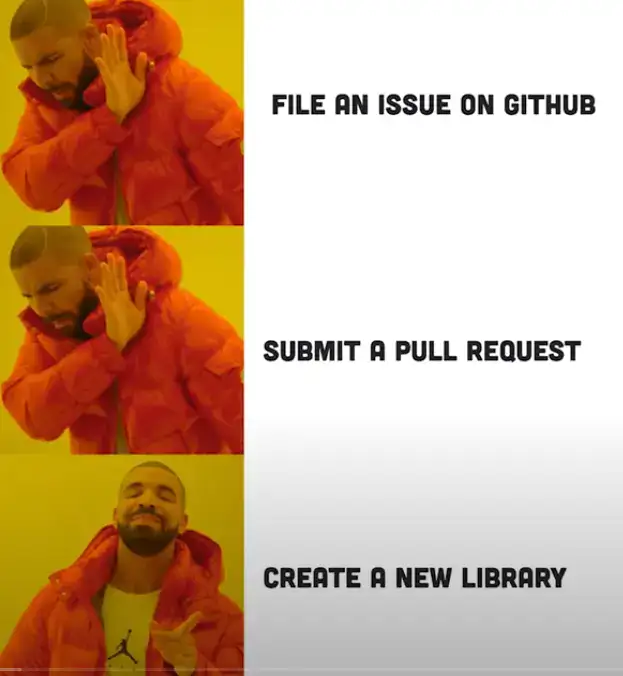 FILE AN ISSUE ON GITHUB
SUBMIT A PULL REQUEST
CREATE A NEW LIBRARY